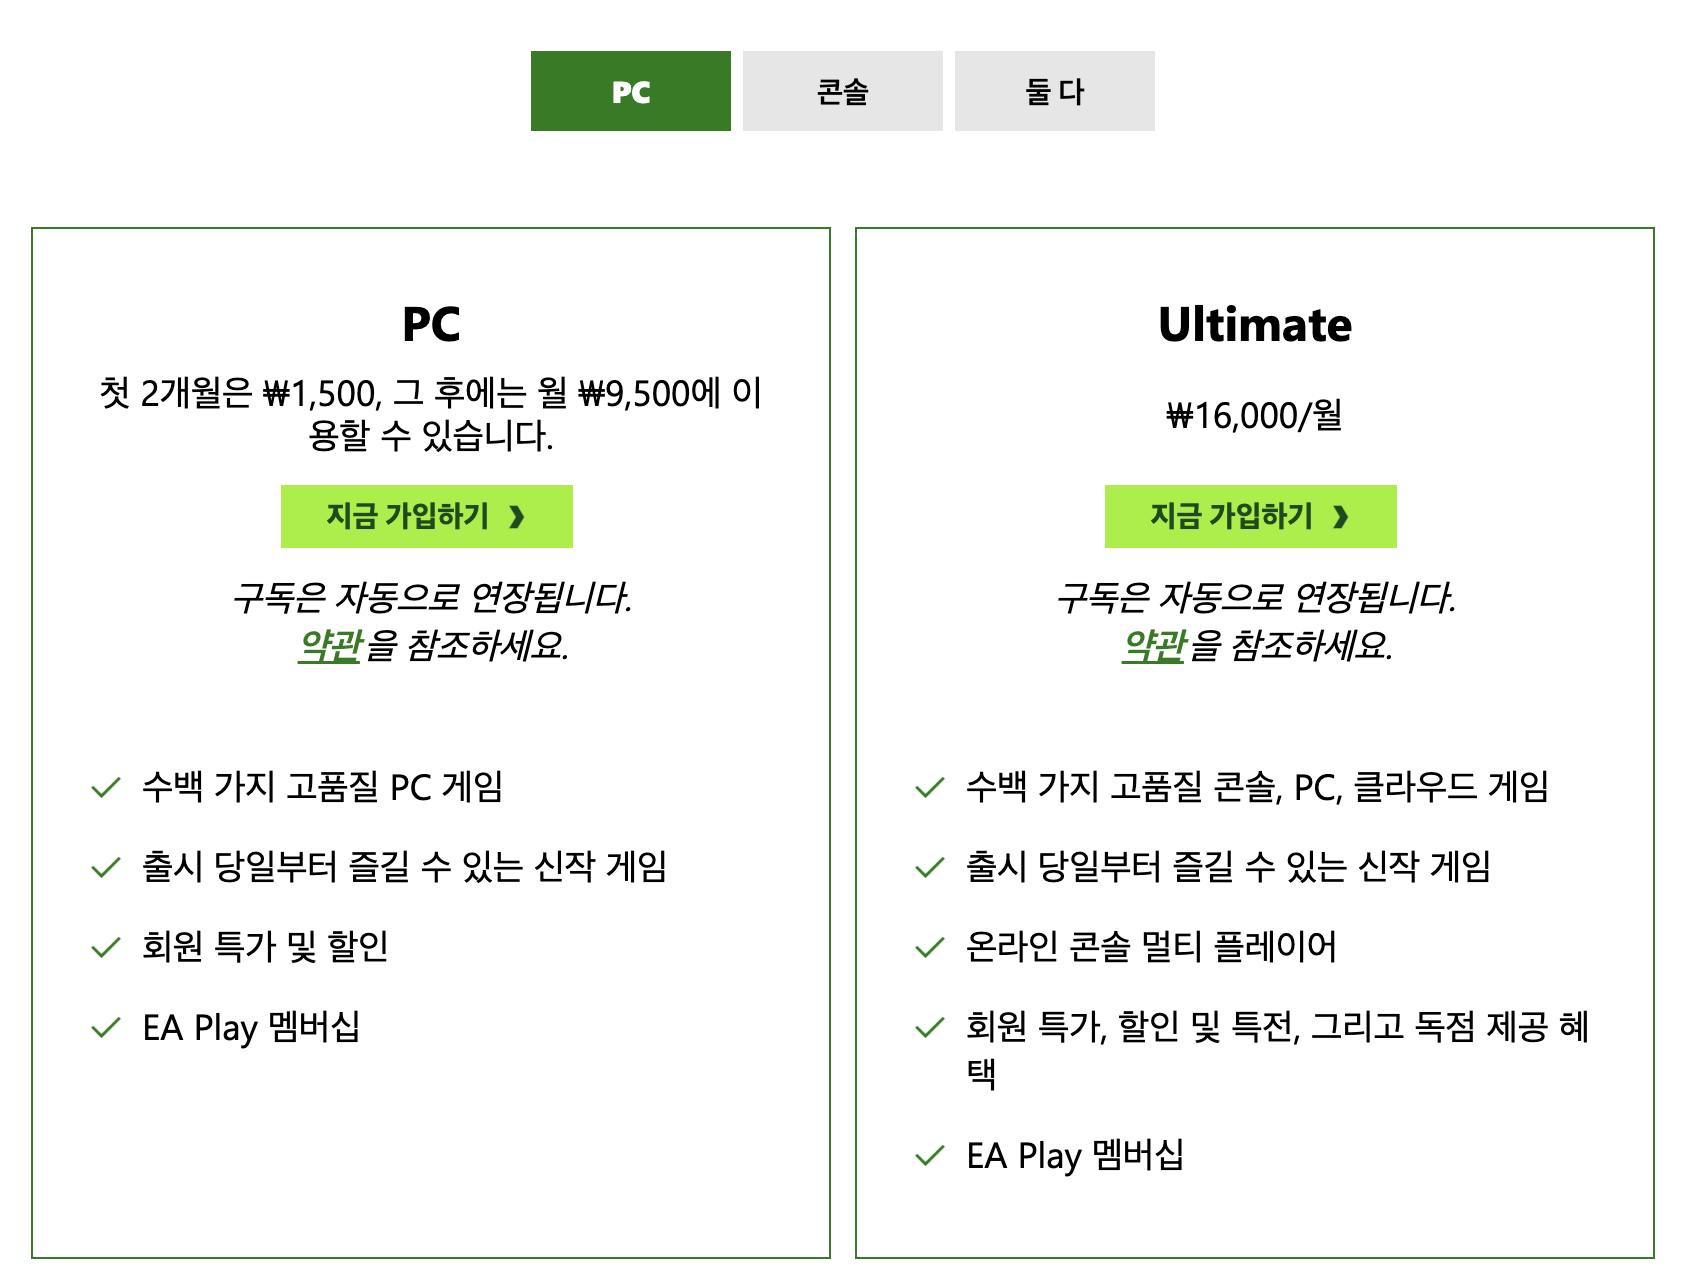 PC
콘솔
둘 다
PC
첫 2개월은 ₩1,500, 그 후에는 월 ₩9,500에 이
용할 수 있습니다.
지금 가입하기 ❯
구독은 자동으로 연장됩니다.
약관을 참조하세요.
수백 가지 고품질 PC 게임
출시 당일부터 즐길 수 있는 신작 게임
회원 특가 및 할인
EA Play 멤버십
Ultimate
₩16,000/월
지금 가입하기 ❯
구독은 자동으로 연장됩니다.
약관을 참조하세요.
수백 가지 고품질 콘솔, PC, 클라우드 게임
출시 당일부터 즐길 수 있는 신작 게임
온라인 콘솔 멀티 플레이어
회원 특가, 할인 및 특전, 그리고 독점 제공 혜
택
EA Play 멤버십